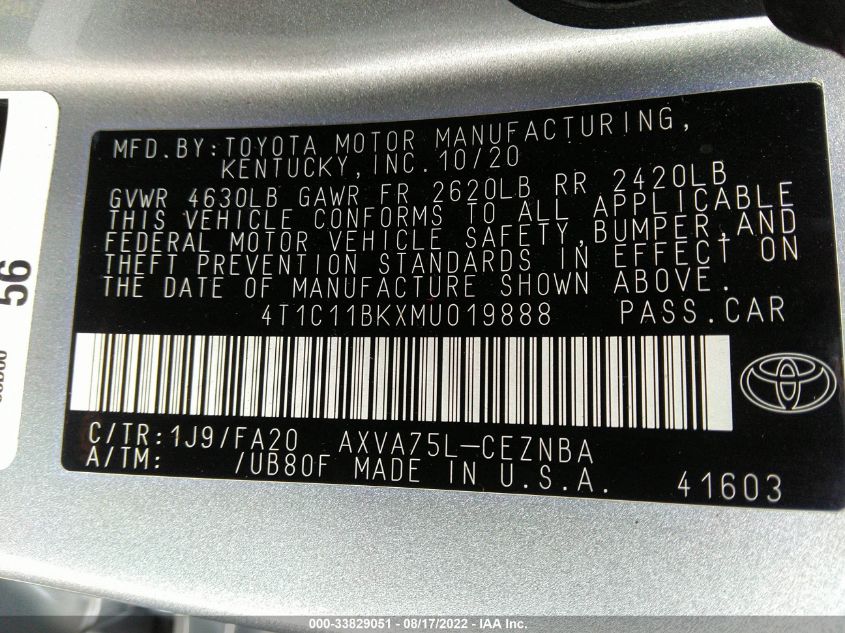 MFD.BY:TOYOTA MOTOR MANUFACTURING,
KENTUCKY,INC.10/20
GVWR 4630LB GAWR FR 2620LB RR 2420LB
THIS VEHICLE CONFORMS TO ALL APPLICABLE
FEDERAL MOTOR VEHICLE SAFETY,BUMPER,AND
THEFT PREVENTION STANDARDS IN EFFECT ON
THE DATE OF MANUFACTURE SHOWN ABOVE.
4T1C11BKXMU019888 PASS.CAR
C/TR:1J9/FA20 AXVA75L-CEZNBA
A/TM: /UB80F MADE IN U.S.A. 41603
56
000-33829051 - 08/17/2022 - IAA Inc.